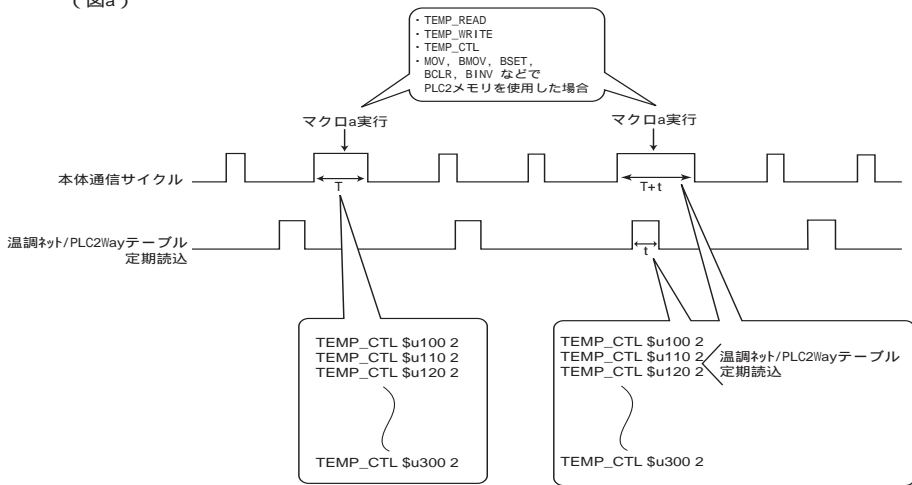 (図a)
・TEMP_READ
・TEMP_WRITE
・TEMP_CTL
・MOV, BMOV, BSET,
BCLR, BINV などで
PLC2メモリを使用した場合
マクロa実行
マクロa実行
本体通信サイクル
T
T+t
温調ネット/PLC2Wayテーブル
定期読込
t
TEMP_CTL $u100 2
TEMP_CTL $u110 2
TEMP_CTL $u120 2
TEMP_CTL $u300 2
TEMP_CTL $u100 2
TEMP_CTL $u110 2
TEMP_CTL $u120 2
温調ネット/PLC2Wayテーブル
定期読込
TEMP_CTL $u300 2